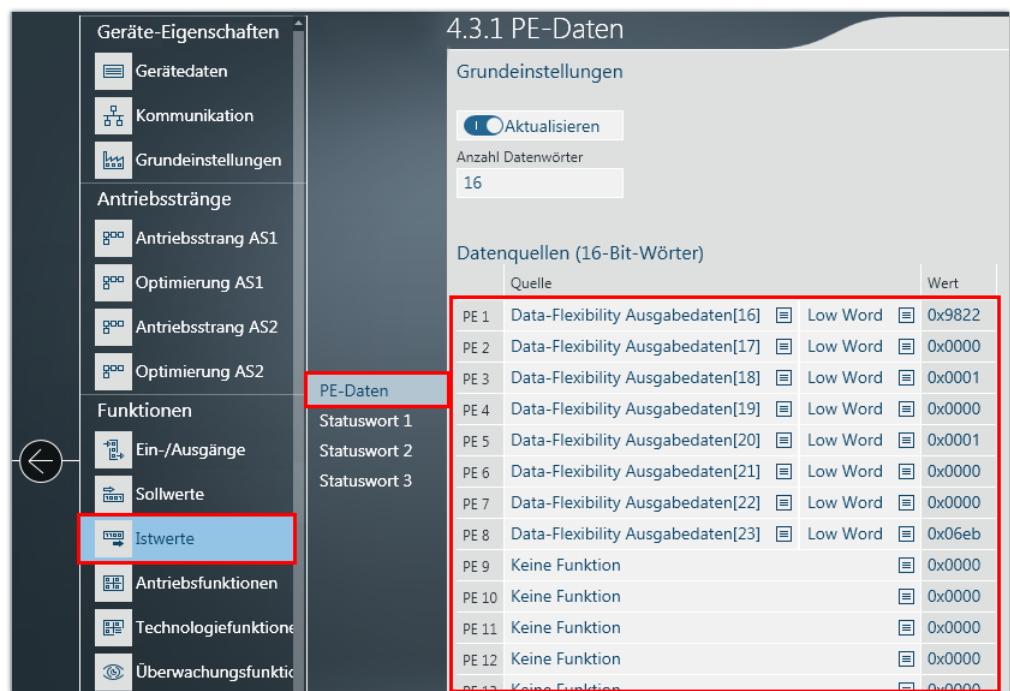 Geräte-Eigenschaften
Gerätedaten
Kommunikation
Grundeinstellungen
Antriebsstränge
Antriebsstrang AS1
Optimierung AS1
Antriebsstrang AS2
Optimierung AS2
Funktionen
Ein-/Ausgänge
Sollwerte
Istwerte
Antriebsfunktionen
Technologiefunktione
Überwachungsfunktio
PE-Daten
Statuswort 1
Statuswort 2
Statuswort 3
4.3.1 PE-Daten
Grundeinstellungen
Aktualisieren
Anzahl Datenwörter
16
Datenquellen (16-Bit-Wörter)
Quelle Wert
PE 1 Data-Flexibility Ausgabedaten[16] Low Word 0x9822
PE 2 Data-Flexibility Ausgabedaten[17] Low Word 0x0000
PE 3 Data-Flexibility Ausgabedaten[18] Low Word 0x0001
PE 4 Data-Flexibility Ausgabedaten[19] Low Word 0x0000
PE 5 Data-Flexibility Ausgabedaten[20] Low Word 0x0001
PE 6 Data-Flexibility Ausgabedaten[21] Low Word 0x0000
PE 7 Data-Flexibility Ausgabedaten[22] Low Word 0x0000
PE 8 Data-Flexibility Ausgabedaten[23] Low Word 0x06eb
PE 9 Keine Funktion 0x0000
PE 10 Keine Funktion 0x0000
PE 11 Keine Funktion 0x0000
PE 12 Keine Funktion 0x0000
PE 13 Keine Funktion 0x0000